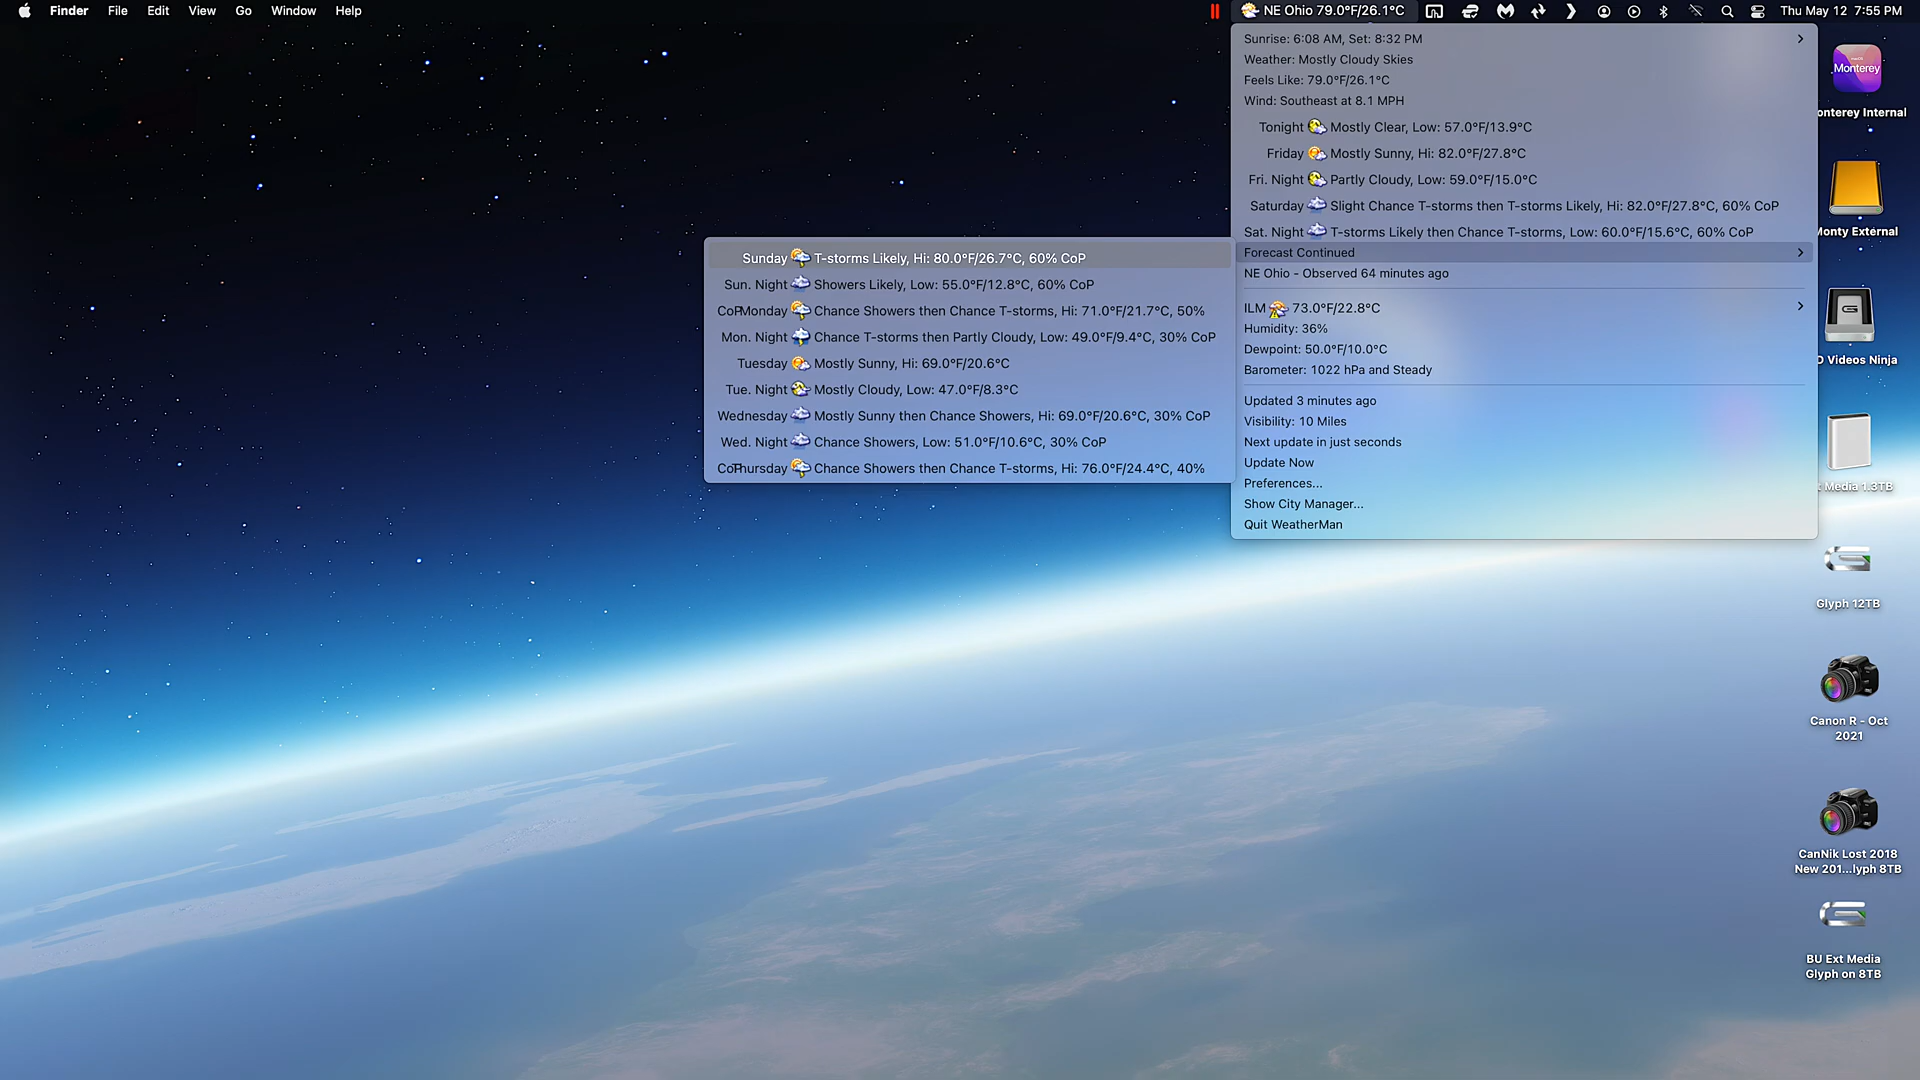 Finder File Edit View Go Window Help
NE Ohio 79.0°F/26.1°C
Thu May 12 7:55 PM
Sunrise: 6:08 AM, Set: 8:32 PM
Weather: Mostly Cloudy Skies
Feels Like: 79.0°F/26.1°C
Wind: Southeast at 8.1 MPH
Tonight Mostly Clear, Low: 57.0°F/13.9°C
Friday Mostly Sunny, Hi: 82.0°F/27.8°C
Fri. Night Partly Cloudy, Low: 59.0°F/15.0°C
Saturday Slight Chance T-storms then T-storms Likely, Hi: 82.0°F/27.8°C, 60% CoP
Sat. Night T-storms Likely then Chance T-storms, Low: 60.0°F/15.6°C, 60% CoP
Forecast Continued
NE Ohio - Observed 64 minutes ago
ILM 73.0°F/22.8°C
Humidity: 36%
Dewpoint: 50.0°F/10.0°C
Barometer: 1022 hPa and Steady
Updated 3 minutes ago
Visibility: 10 Miles
Next update in just seconds
Update Now
Preferences...
Show City Manager...
Quit WeatherMan
Sunday T-storms Likely, Hi: 80.0°F/26.7°C, 60% CoP
Sun. Night Showers Likely, Low: 55.0°F/12.8°C, 60% CoP
CoP Monday Chance Showers then Chance T-storms, Hi: 71.0°F/21.7°C, 50%
Mon. Night Chance T-storms then Partly Cloudy, Low: 49.0°F/9.4°C, 30% CoP
Tuesday Mostly Sunny, Hi: 69.0°F/20.6°C
Tue. Night Mostly Cloudy, Low: 47.0°F/8.3°C
Wednesday Mostly Sunny then Chance Showers, Hi: 69.0°F/20.6°C, 30% CoP
Wed. Night Chance Showers, Low: 51.0°F/10.6°C, 30% CoP
CoP Thursday Chance Showers then Chance T-storms, Hi: 76.0°F/24.4°C, 40%
macOS
Monterey
onterey Internal
Monty External
D Videos Ninja
t Media 1.3TB
Glyph 12TB
Canon R - Oct
2021
CanNik Lost 2018
New 201...lyph 8TB
BU Ext Media
Glyph on 8TB